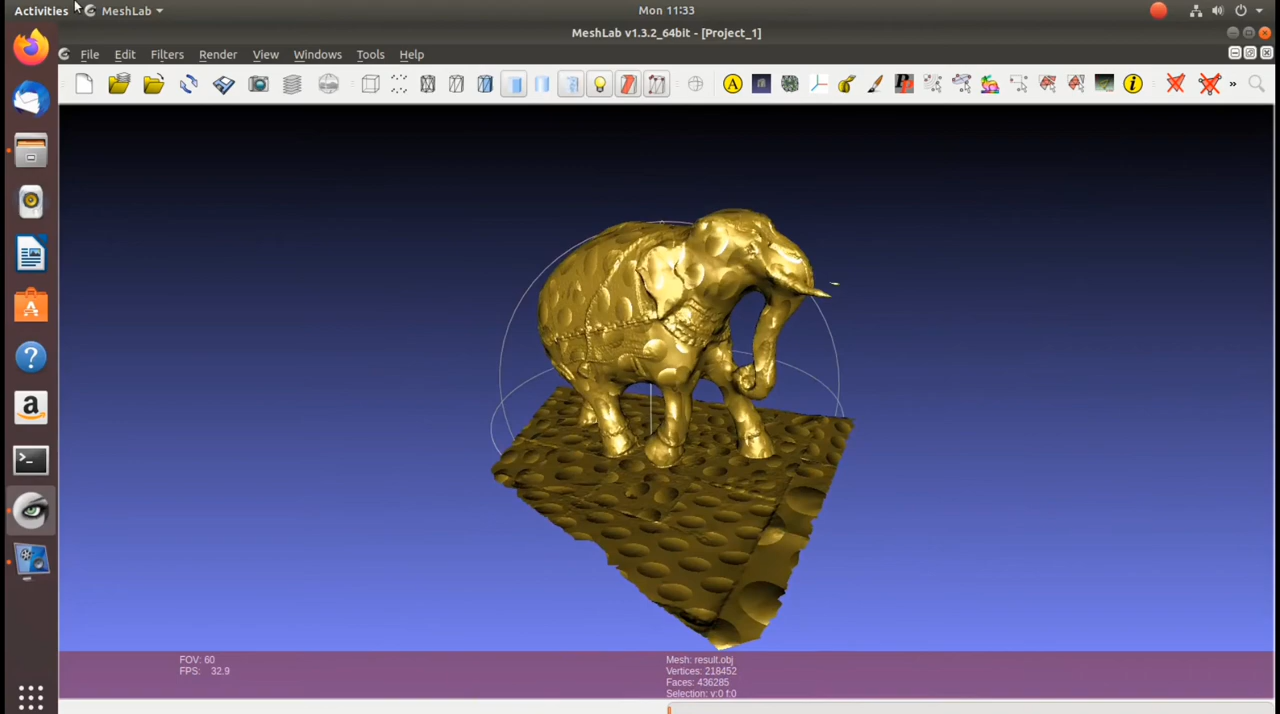 Activities
MeshLab
Mon 11:33
MeshLab v1.3.2_64bit - [Project_1]
File Edit Filters Render View Windows Tools Help
A
i
»
?
a
>_
FOV: 60
FPS: 32.9
Mesh: result.obj
Vertices: 218452
Faces: 436285
Selection: v:0 f:0